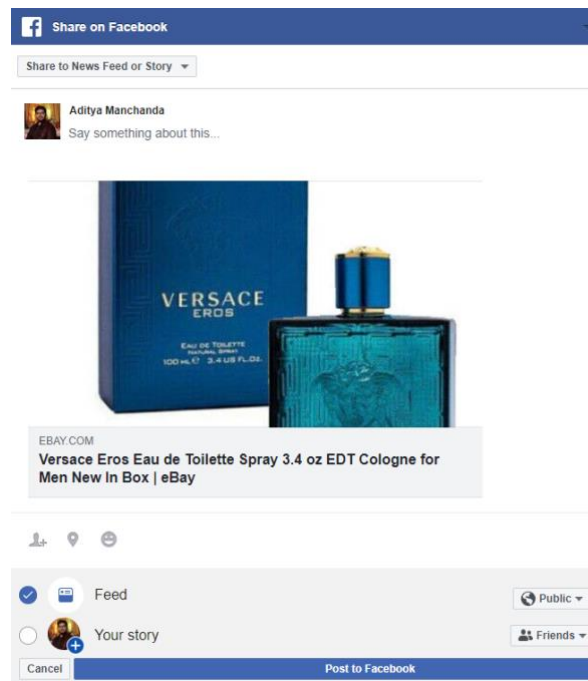 Share on Facebook
Share to News Feed or Story
Aditya Manchanda
Say something about this...
VERSACE
EROS
EAU DE TOILETTE
NATURAL SPRAY
100 ml℮ 3.4 US FL.OZ.
EBAY.COM
Versace Eros Eau de Toilette Spray 3.4 oz EDT Cologne for
Men New In Box | eBay
Feed
Public
Your story
Friends
Cancel
Post to Facebook